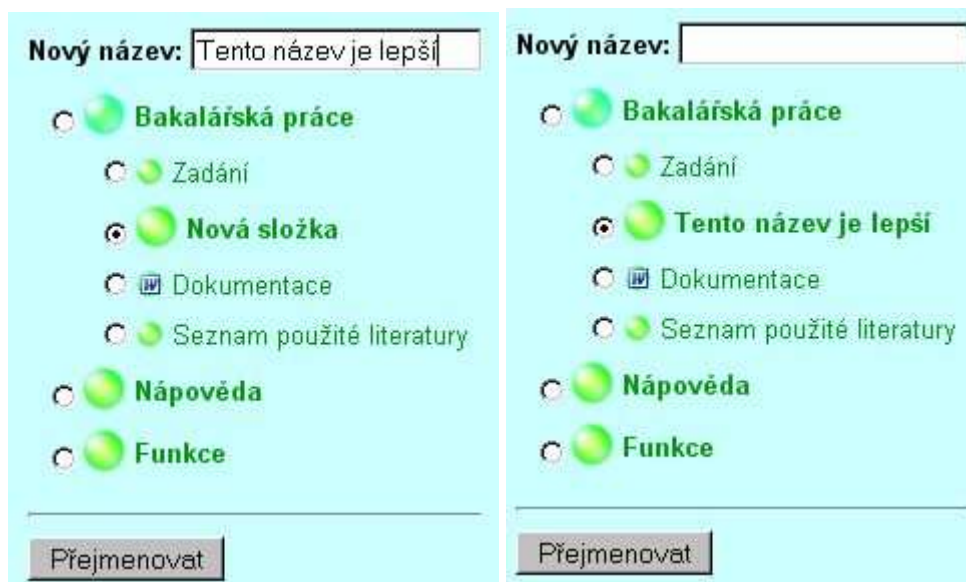 Nový název: Tento název je lepší
Bakalářská práce
Zadání
Nová složka
Dokumentace
Seznam použité literatury
Nápověda
Funkce
Přejmenovat
Nový název:
Bakalářská práce
Zadání
Tento název je lepší
Dokumentace
Seznam použité literatury
Nápověda
Funkce
Přejmenovat